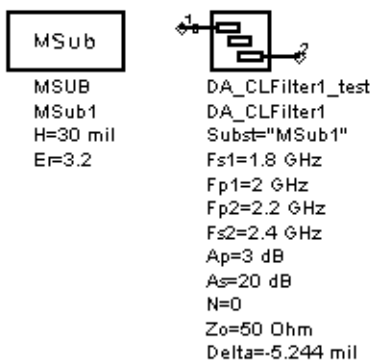 MSub
MSUB
MSub1
H=30 mil
Er=3.2
1
2
DA_CLFilter1_test
DA_CLFilter1
Subst="MSub1"
Fs1=1.8 GHz
Fp1=2 GHz
Fp2=2.2 GHz
Fs2=2.4 GHz
Ap=3 dB
As=20 dB
N=0
Zo=50 Ohm
Delta=-5.244 mil